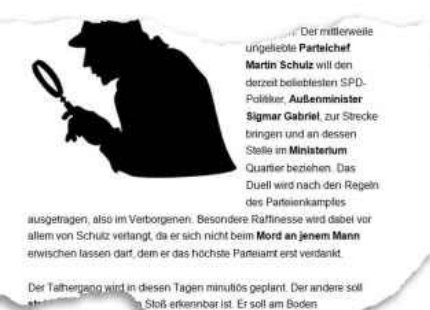 Der mittlerweile
ungeliebte Parteichef
Martin Schulz will den
derzeit beliebtesten SPD-
Politiker, Außenminister
Sigmar Gabriel, zur Strecke
bringen und an dessen
Stelle im Ministerium
Quartier beziehen. Das
Duell wird nach den Regeln
des Parteienkampfes
ausgetragen, also im Verborgenen. Besondere Raffinesse wird dabei vor
allem von Schulz verlangt, da er sich nicht beim Mord an jenem Mann
erwischen lassen darf, dem er das höchste Parteiamt erst verdankt.
Der Tathergang wird in diesen Tagen minutiös geplant. Der andere soll
Stoß erkennbar ist. Er soll am Boden